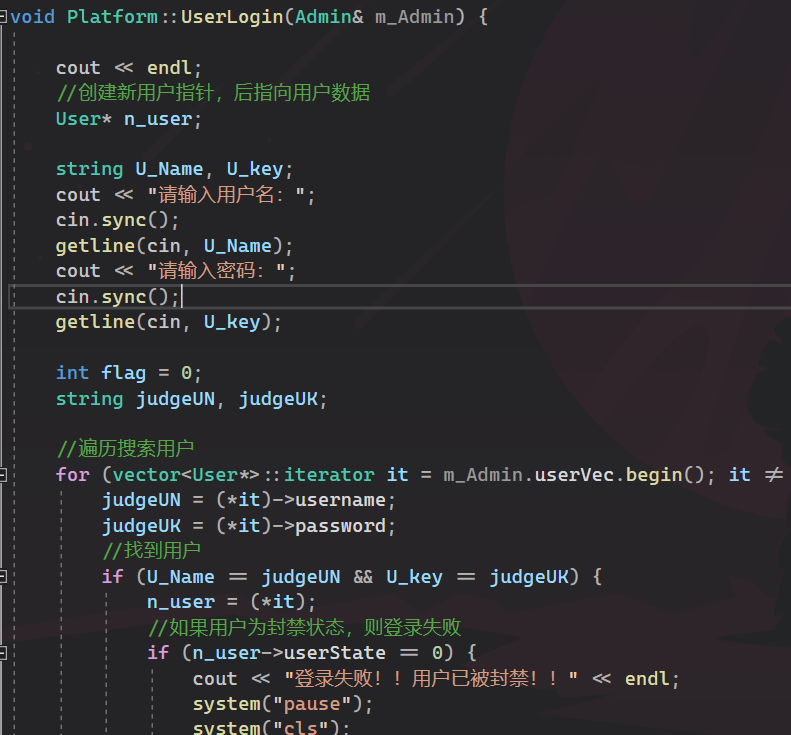 void Platform::UserLogin(Admin& m_Admin) {
cout << endl;
//创建新用户指针，后指向用户数据
User* n_user;
string U_Name, U_key;
cout << "请输入用户名：";
cin.sync();
getline(cin, U_Name);
cout << "请输入密码：";
cin.sync();
getline(cin, U_key);
int flag = 0;
string judgeUN, judgeUK;
//遍历搜索用户
for (vector<User*>::iterator it = m_Admin.userVec.begin(); it !=
judgeUN = (*it)->username;
judgeUK = (*it)->password;
//找到用户
if (U_Name == judgeUN && U_key == judgeUK) {
n_user = (*it);
//如果用户为封禁状态，则登录失败
if (n_user->userState == 0) {
cout << "登录失败！！用户已被封禁！！" << endl;
system("pause");
system("cls");